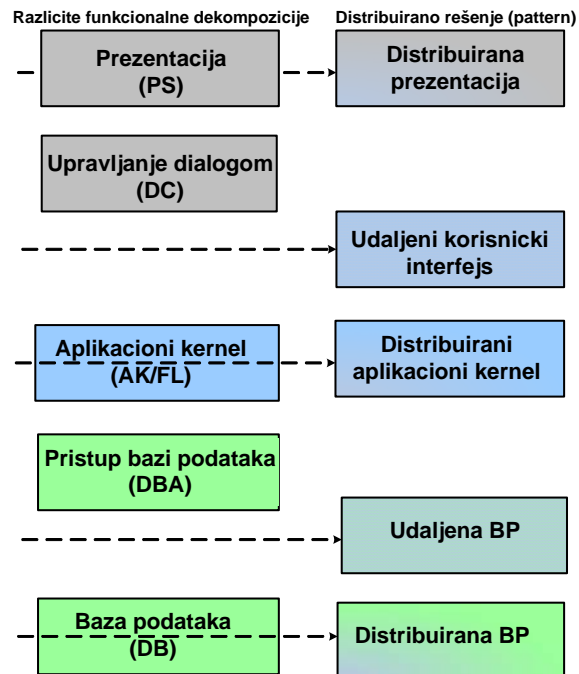 Razlicite funkcionalne dekompozicije
Distribuirano rešenje (pattern)
Prezentacija
(PS)
Distribuirana
prezentacija
Upravljanje dialogom
(DC)
Udaljeni korisnicki
interfejs
Aplikacioni kernel
(AK/FL)
Distribuirani
aplikacioni kernel
Pristup bazi podataka
(DBA)
Udaljena BP
Baza podataka
(DB)
Distribuirana BP